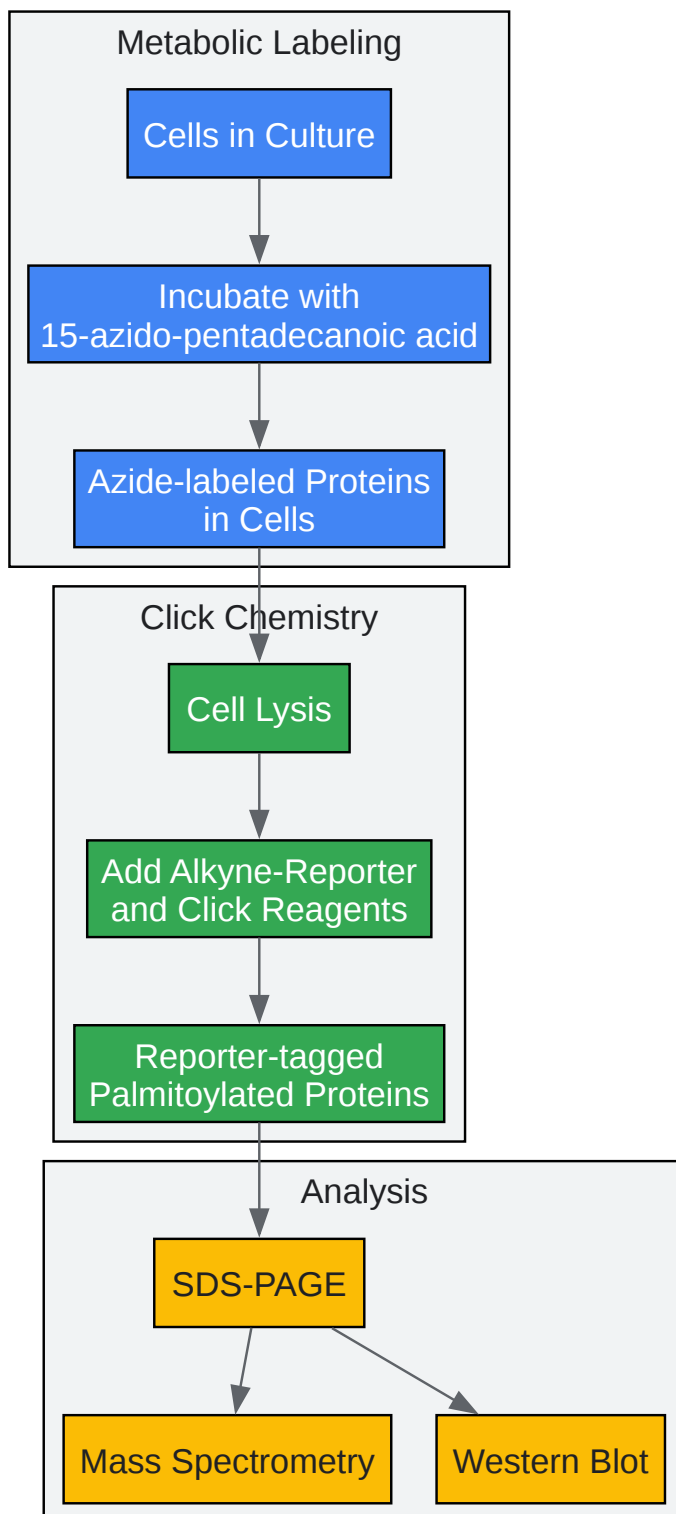 Metabolic Labeling
Cells in Culture
Incubate with
15-azido-pentadecanoic acid
Azide-labeled Proteins
in Cells
Click Chemistry
Cell Lysis
Add Alkyne-Reporter
and Click Reagents
Reporter-tagged
Palmitoylated Proteins
Analysis
SDS-PAGE
Mass Spectrometry
Western Blot